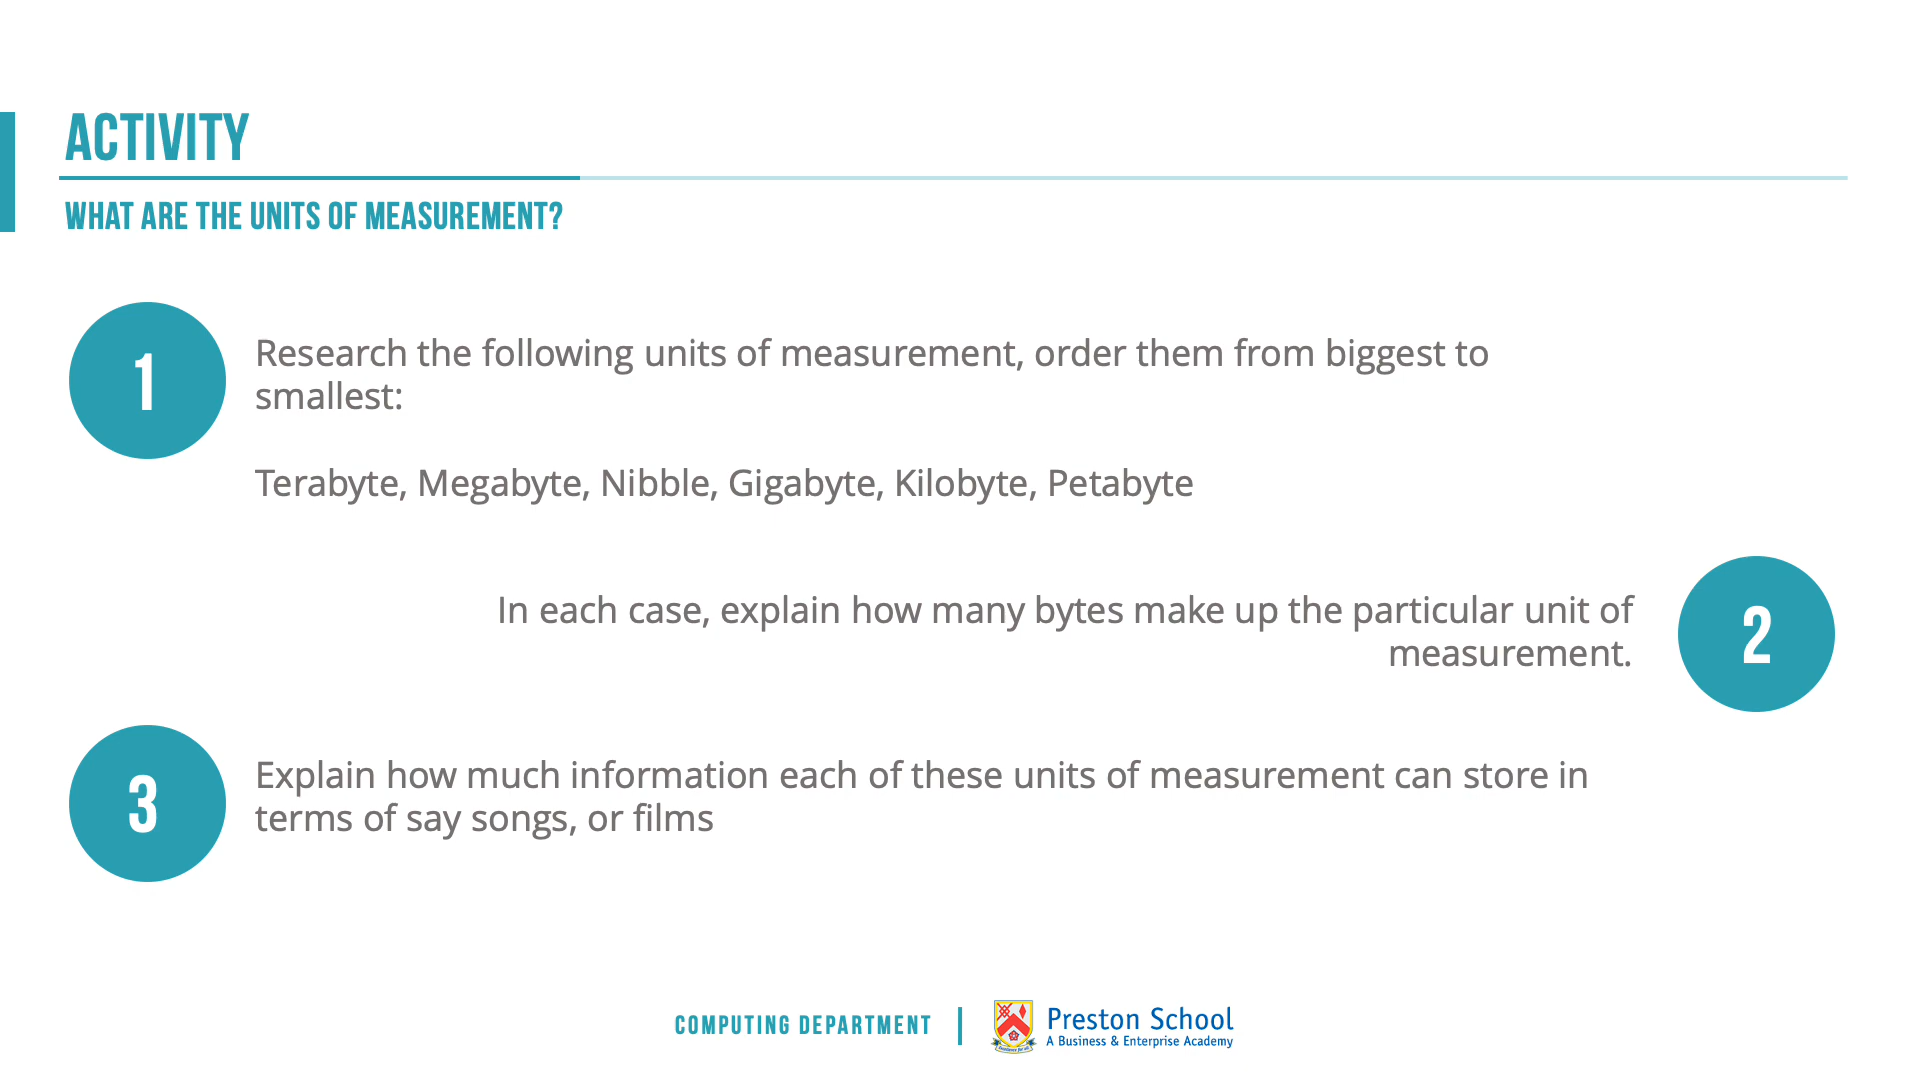 ACTIVITY
WHAT ARE THE UNITS OF MEASUREMENT?
1
Research the following units of measurement, order them from biggest to
smallest:
Terabyte, Megabyte, Nibble, Gigabyte, Kilobyte, Petabyte
In each case, explain how many bytes make up the particular unit of
measurement.
2
3
Explain how much information each of these units of measurement can store in
terms of say songs, or films
COMPUTING DEPARTMENT
Preston School
A Business & Enterprise Academy